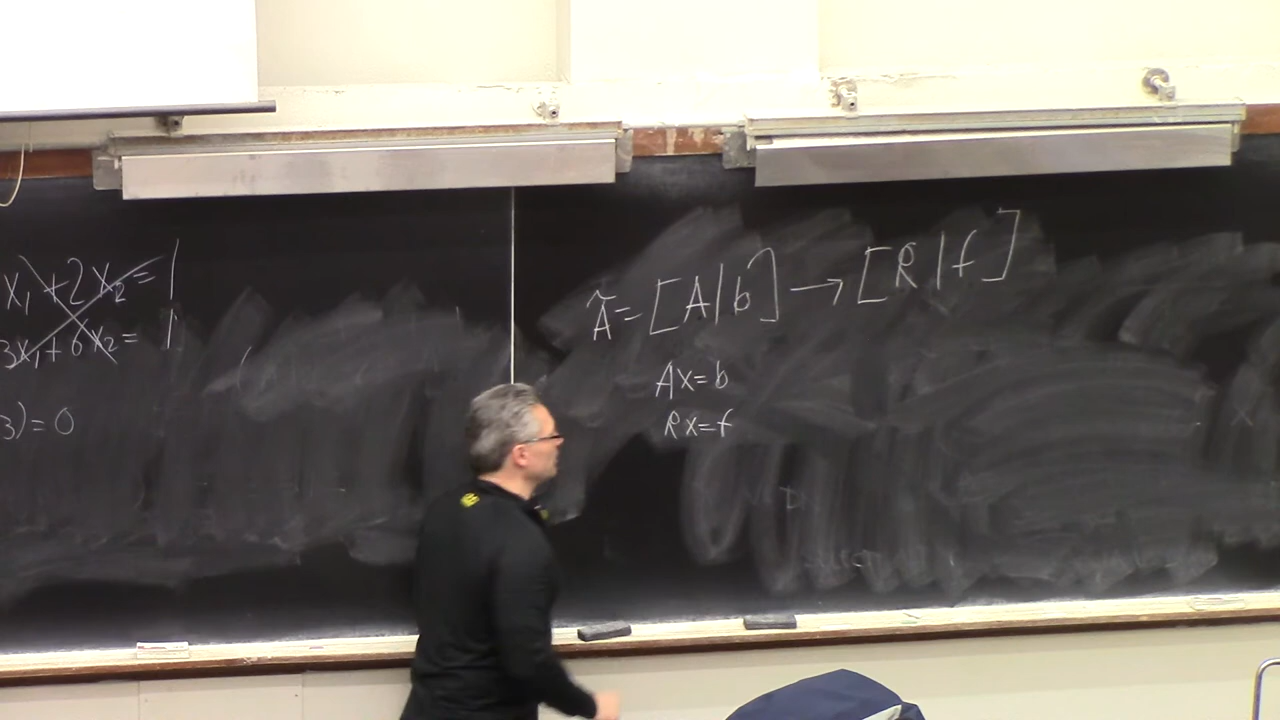 x₁ + 2x₂ = 1
3x₁ + 6x₂ = 1
3) = 0
Ã = [A | b] → [R | f]
Ax = b
Rx = f